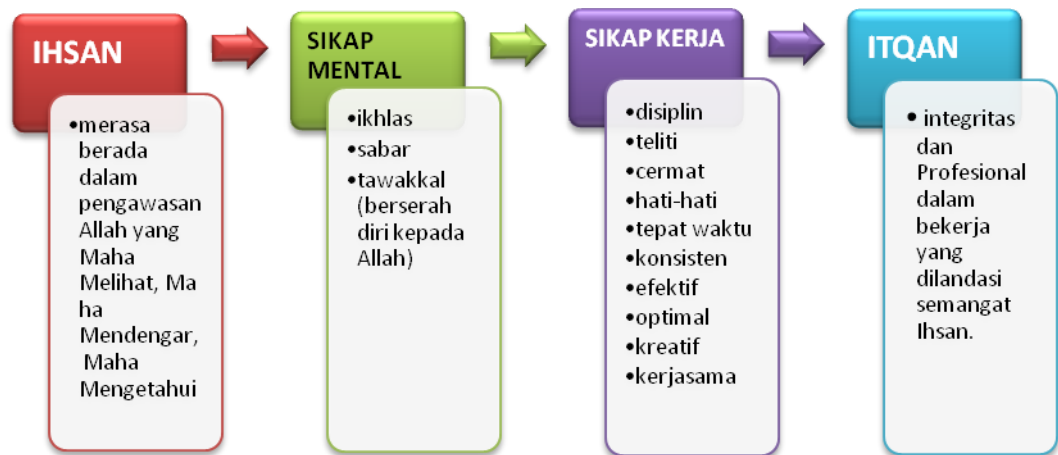 IHSAN
•merasa
berada
dalam
pengawasan
Allah yang
Maha
Melihat, Ma
ha
Mendengar,
Maha
Mengetahui
SIKAP
MENTAL
•ikhlas
•sabar
•tawakkal
(berserah
diri kepada
Allah)
SIKAP KERJA
•disiplin
•teliti
•cermat
•hati-hati
•tepat waktu
•konsisten
•efektif
•optimal
•kreatif
•kerjasama
ITQAN
• integritas
dan
Profesional
dalam
bekerja
yang
dilandasi
semangat
Ihsan.